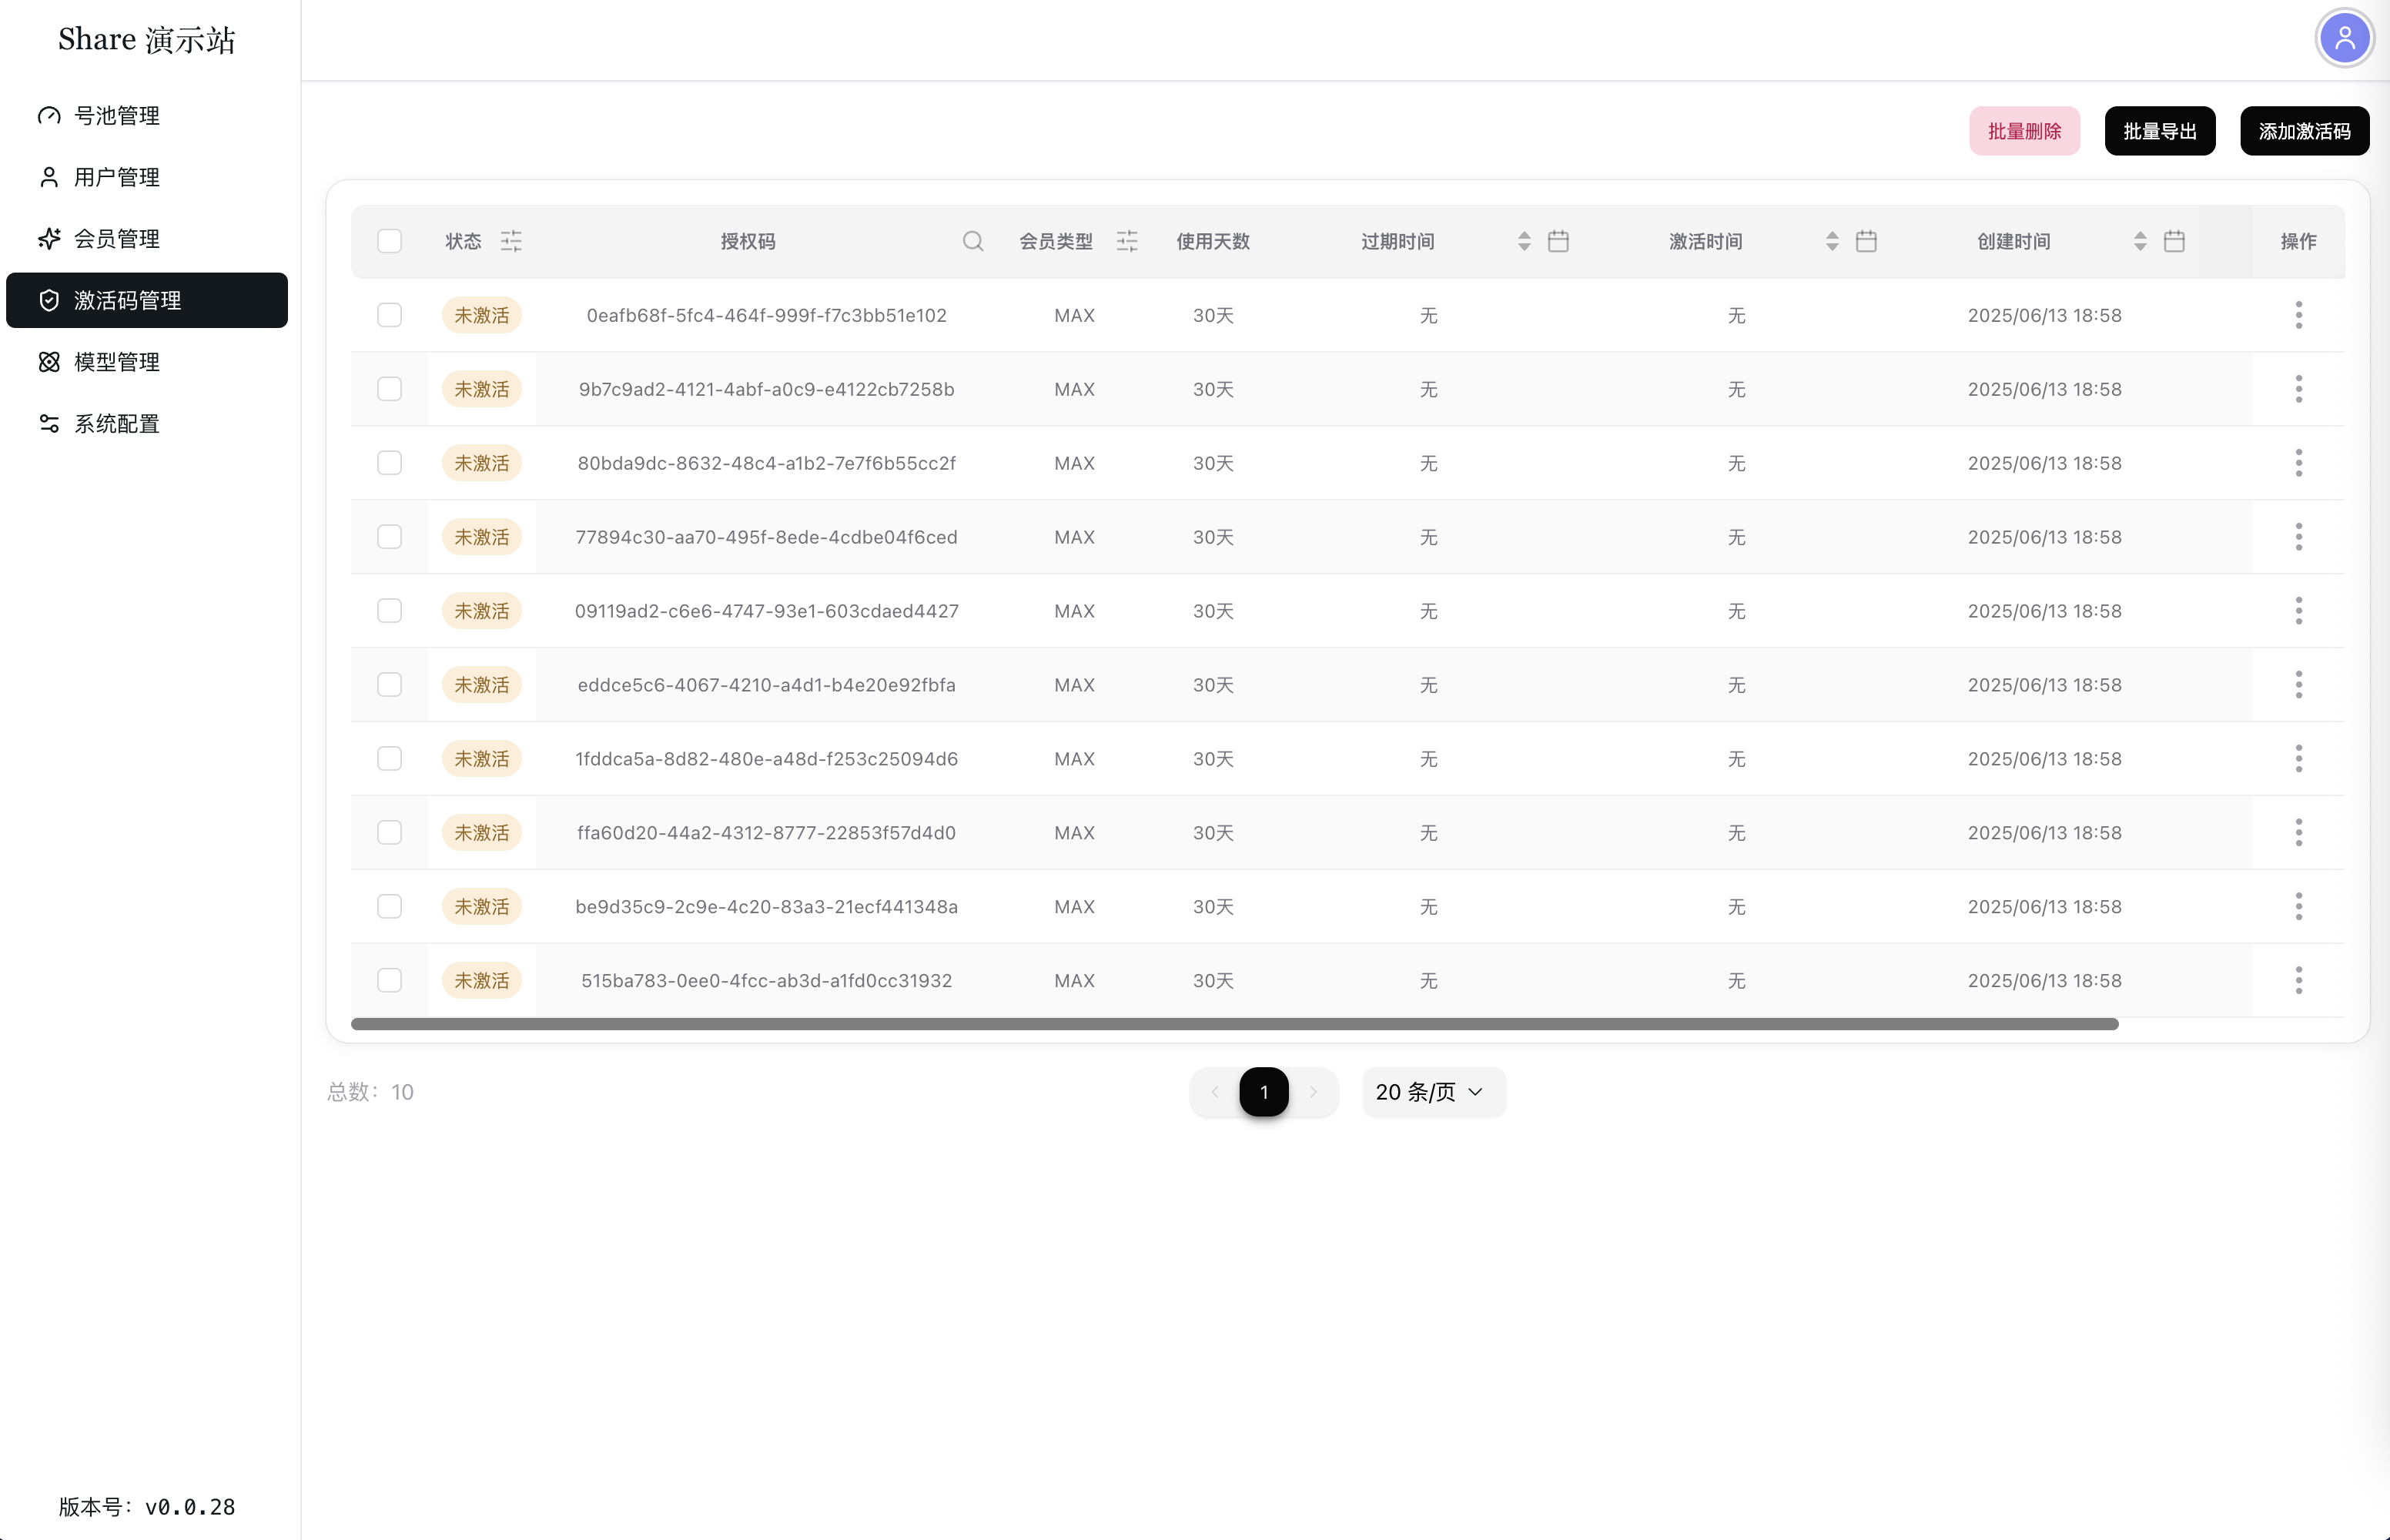 Share 演示站
号池管理
用户管理
会员管理
激活码管理
模型管理
系统配置
版本号：v0.0.28
批量删除 批量导出 添加激活码
状态 授权码 会员类型 使用天数 过期时间 激活时间 创建时间 操作
未激活 0eafb68f-5fc4-464f-999f-f7c3bb51e102 MAX 30天 无 无 2025/06/13 18:58
未激活 9b7c9ad2-4121-4abf-a0c9-e4122cb7258b MAX 30天 无 无 2025/06/13 18:58
未激活 80bda9dc-8632-48c4-a1b2-7e7f6b55cc2f MAX 30天 无 无 2025/06/13 18:58
未激活 77894c30-aa70-495f-8ede-4cdbe04f6ced MAX 30天 无 无 2025/06/13 18:58
未激活 09119ad2-c6e6-4747-93e1-603cdaed4427 MAX 30天 无 无 2025/06/13 18:58
未激活 eddce5c6-4067-4210-a4d1-b4e20e92fbfa MAX 30天 无 无 2025/06/13 18:58
未激活 1fddca5a-8d82-480e-a48d-f253c25094d6 MAX 30天 无 无 2025/06/13 18:58
未激活 ffa60d20-44a2-4312-8777-22853f57d4d0 MAX 30天 无 无 2025/06/13 18:58
未激活 be9d35c9-2c9e-4c20-83a3-21ecf441348a MAX 30天 无 无 2025/06/13 18:58
未激活 515ba783-0ee0-4fcc-ab3d-a1fd0cc31932 MAX 30天 无 无 2025/06/13 18:58
总数：10 1 20 条/页